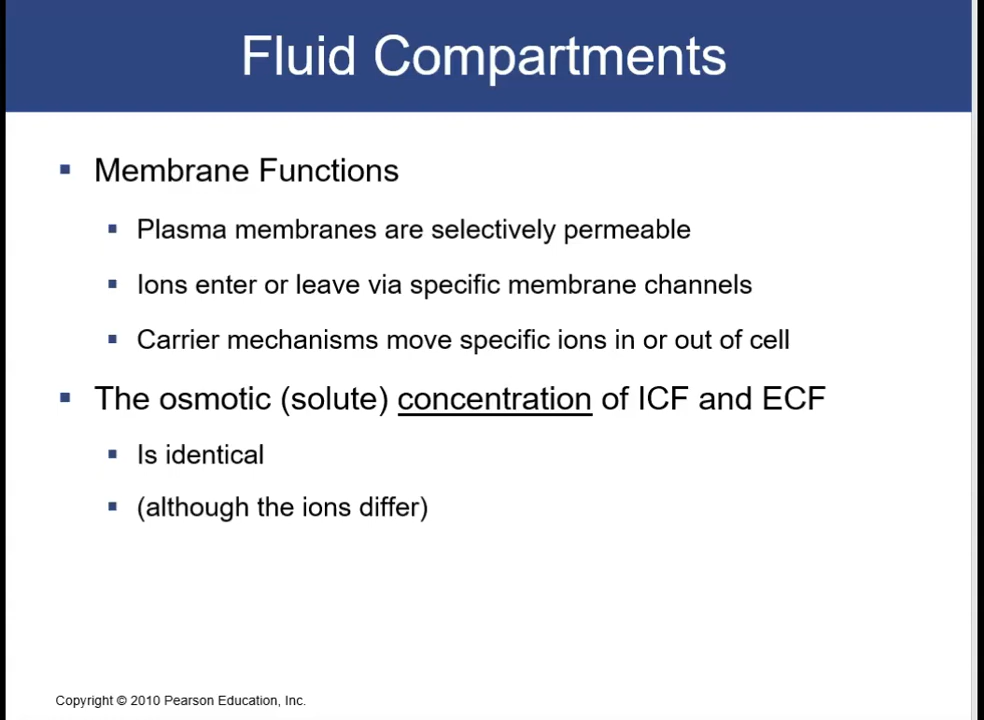 Fluid Compartments
▪ Membrane Functions
▪ Plasma membranes are selectively permeable
▪ Ions enter or leave via specific membrane channels
▪ Carrier mechanisms move specific ions in or out of cell
▪ The osmotic (solute) concentration of ICF and ECF
▪ Is identical
▪ (although the ions differ)
Copyright © 2010 Pearson Education, Inc.